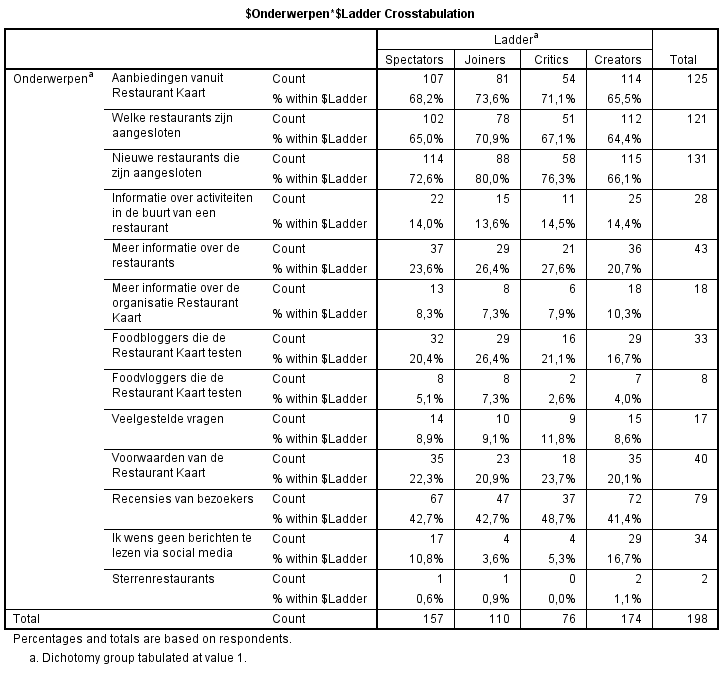 $Onderwerpen*$Ladder Crosstabulation
Ladderᵃ
Spectators Joiners Critics Creators Total
Onderwerpenᵃ Aanbiedingen vanuit Count 107 81 54 114 125
Restaurant Kaart % within $Ladder 68,2% 73,6% 71,1% 65,5%
Welke restaurants zijn Count 102 78 51 112 121
aangesloten % within $Ladder 65,0% 70,9% 67,1% 64,4%
Nieuwe restaurants die Count 114 88 58 115 131
zijn aangesloten % within $Ladder 72,6% 80,0% 76,3% 66,1%
Informatie over activiteiten Count 22 15 11 25 28
in de buurt van een
restaurant % within $Ladder 14,0% 13,6% 14,5% 14,4%
Meer informatie over de Count 37 29 21 36 43
restaurants % within $Ladder 23,6% 26,4% 27,6% 20,7%
Meer informatie over de Count 13 8 6 18 18
organisatie Restaurant
Kaart % within $Ladder 8,3% 7,3% 7,9% 10,3%
Foodbloggers die de Count 32 29 16 29 33
Restaurant Kaart testen % within $Ladder 20,4% 26,4% 21,1% 16,7%
Foodvloggers die de Count 8 8 2 7 8
Restaurant Kaart testen % within $Ladder 5,1% 7,3% 2,6% 4,0%
Veelgestelde vragen Count 14 10 9 15 17
% within $Ladder 8,9% 9,1% 11,8% 8,6%
Voorwaarden van de Count 35 23 18 35 40
Restaurant Kaart % within $Ladder 22,3% 20,9% 23,7% 20,1%
Recensies van bezoekers Count 67 47 37 72 79
% within $Ladder 42,7% 42,7% 48,7% 41,4%
Ik wens geen berichten te Count 17 4 4 29 34
lezen via social media % within $Ladder 10,8% 3,6% 5,3% 16,7%
Sterrenrestaurants Count 1 1 0 2 2
% within $Ladder 0,6% 0,9% 0,0% 1,1%
Total Count 157 110 76 174 198
Percentages and totals are based on respondents.
a. Dichotomy group tabulated at value 1.